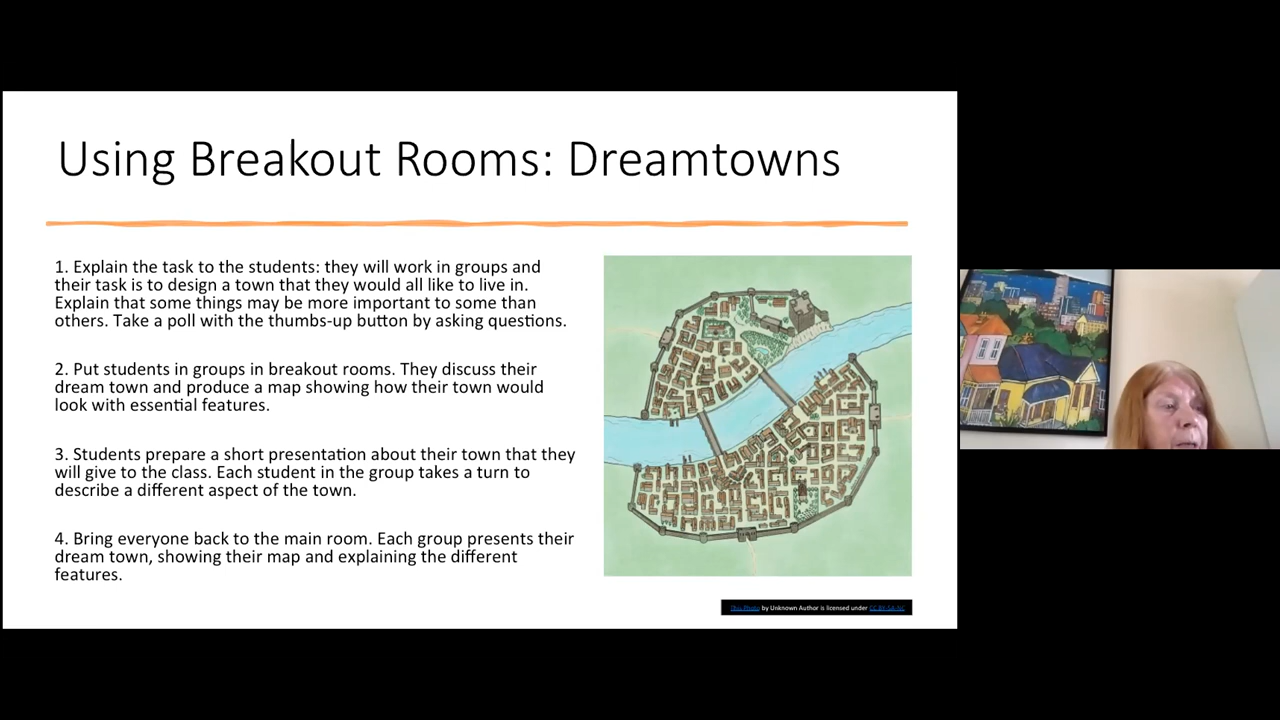 Using Breakout Rooms: Dreamtowns
1. Explain the task to the students: they will work in groups and
their task is to design a town that they would all like to live in.
Explain that some things may be more important to some than
others. Take a poll with the thumbs-up button by asking questions.
2. Put students in groups in breakout rooms. They discuss their
dream town and produce a map showing how their town would
look with essential features.
3. Students prepare a short presentation about their town that they
will give to the class. Each student in the group takes a turn to
describe a different aspect of the town.
4. Bring everyone back to the main room. Each group presents their
dream town, showing their map and explaining the different
features.
This Photo by Unknown Author is licensed under CC BY-SA-NC